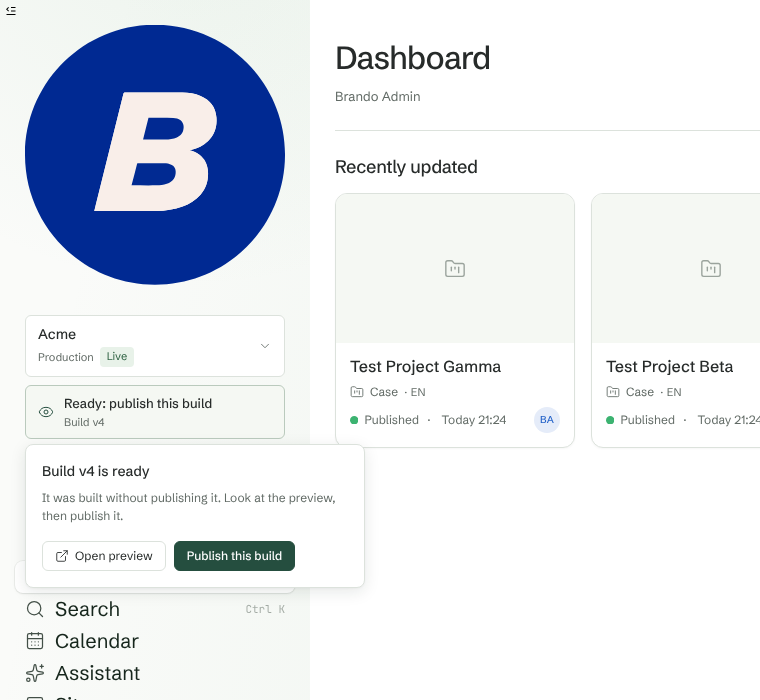 B
Dashboard
Brando Admin
Recently updated
Acme
Production Live
Ready: publish this build
Build v4
Test Project Gamma
Case · EN
Published · Today 21:24
BA
Test Project Beta
Case · EN
Published · Today 21:24
Build v4 is ready
It was built without publishing it. Look at the preview,
then publish it.
Open preview
Publish this build
Search Ctrl K
Calendar
Assistant